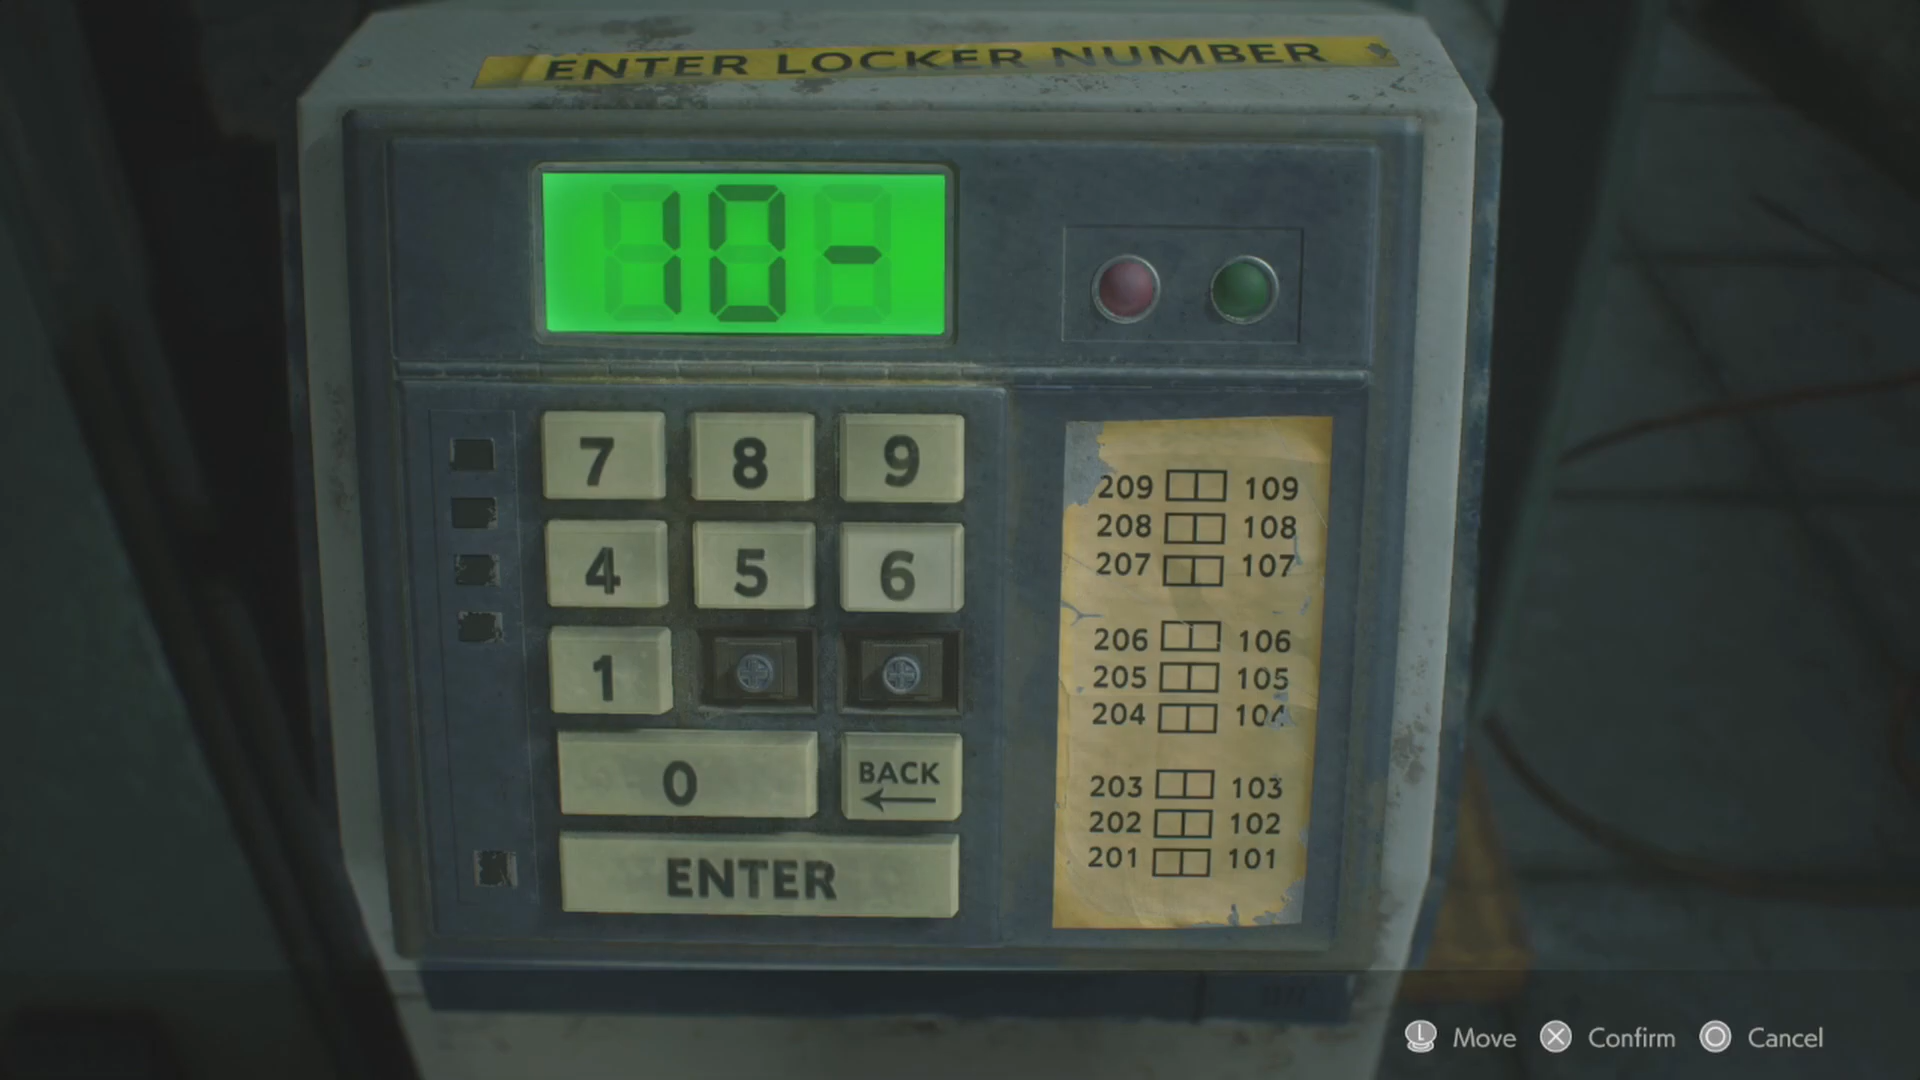 ENTER LOCKER NUMBER
10-
7 8 9
4 5 6
1
0 BACK
ENTER
209 109
208 108
207 107
206 106
205 105
204 104
203 103
202 102
201 101
L Move Confirm Cancel